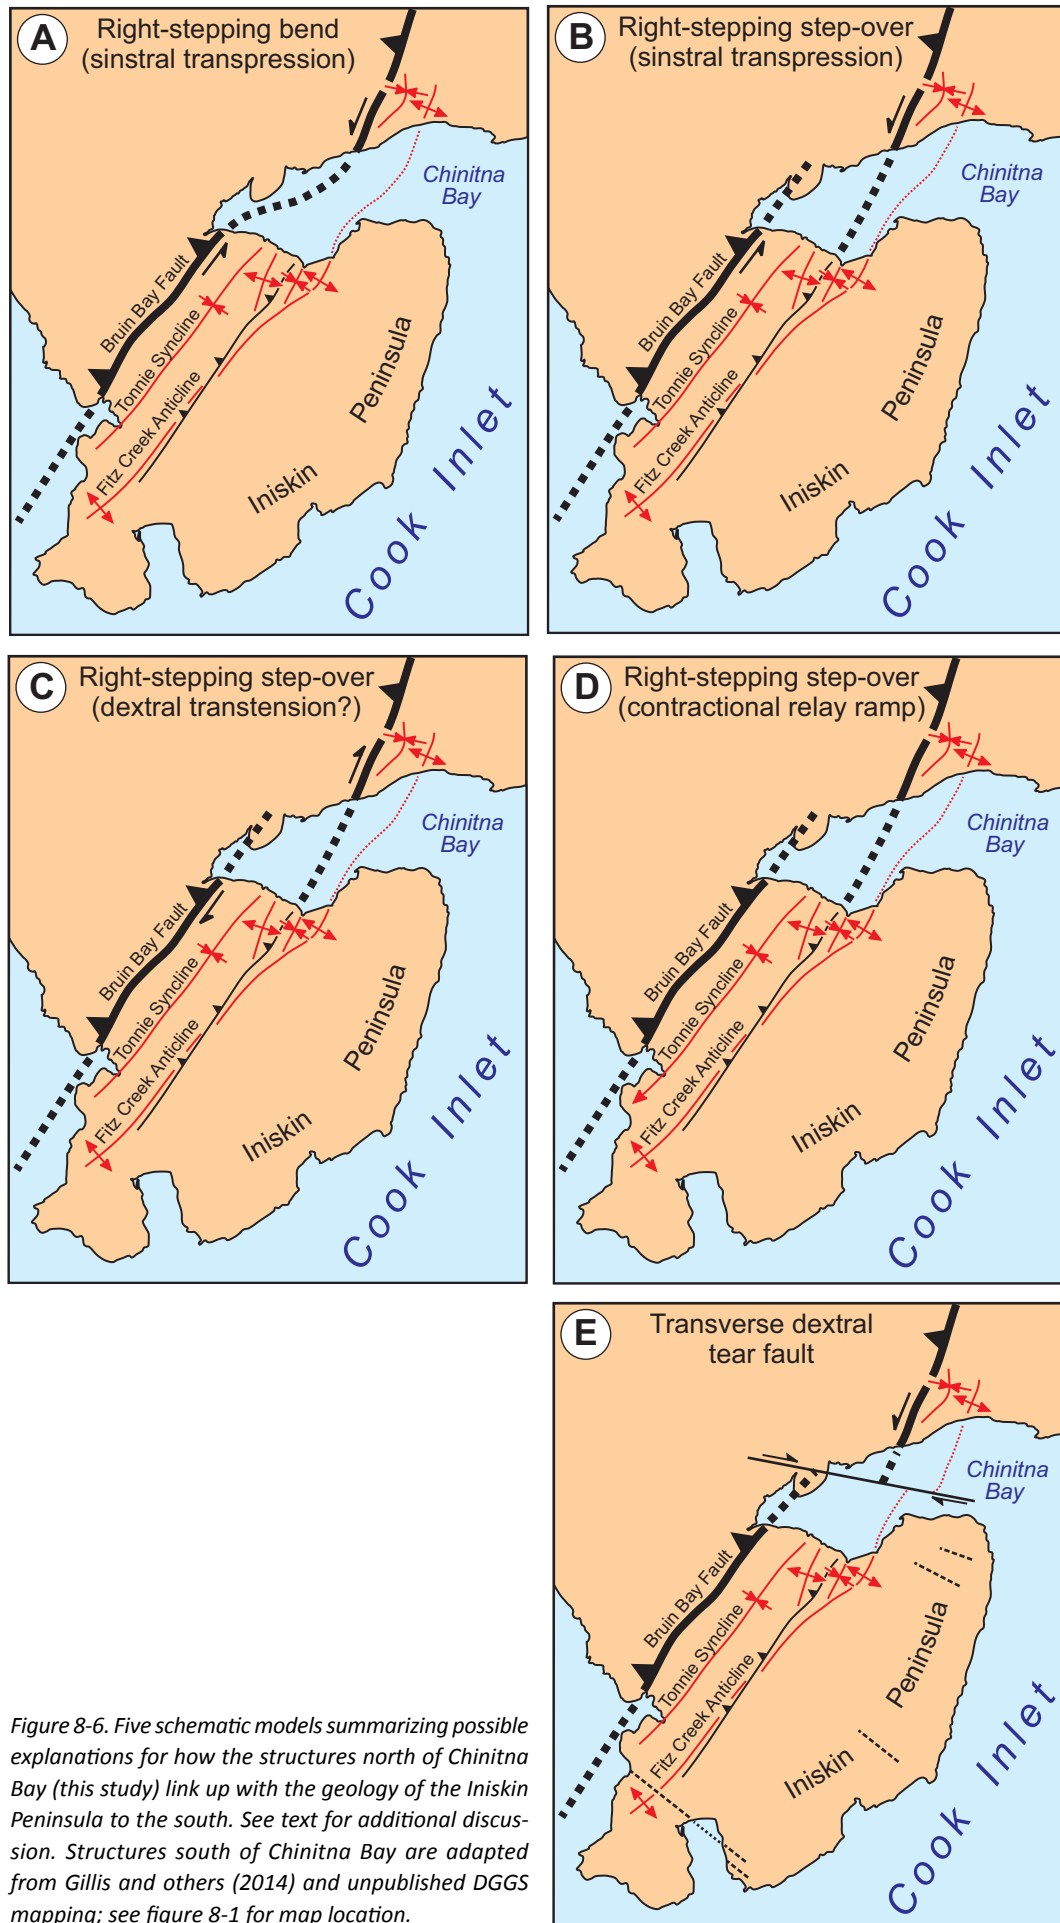 A
Right-stepping bend
(sinstral transpression)
Chinitna
Bay
Bruin Bay Fault
Tonnie Syncline
Fitz Creek Anticline
Iniskin
Peninsula
Cook Inlet
B
Right-stepping step-over
(sinstral transpression)
Chinitna
Bay
Bruin Bay Fault
Tonnie Syncline
Fitz Creek Anticline
Iniskin
Peninsula
Cook Inlet
C
Right-stepping step-over
(dextral transtension?)
Chinitna
Bay
Bruin Bay Fault
Tonnie Syncline
Fitz Creek Anticline
Iniskin
Peninsula
Cook Inlet
D
Right-stepping step-over
(contractional relay ramp)
Chinitna
Bay
Bruin Bay Fault
Tonnie Syncline
Fitz Creek Anticline
Iniskin
Peninsula
Cook Inlet
E
Transverse dextral
tear fault
Chinitna
Bay
Bruin Bay Fault
Tonnie Syncline
Fitz Creek Anticline
Iniskin
Peninsula
Cook Inlet
Figure 8-6. Five schematic models summarizing possible
explanations for how the structures north of Chinitna
Bay (this study) link up with the geology of the Iniskin
Peninsula to the south. See text for additional discus-
sion. Structures south of Chinitna Bay are adapted
from Gillis and others (2014) and unpublished DGGS
mapping; see figure 8-1 for map location.